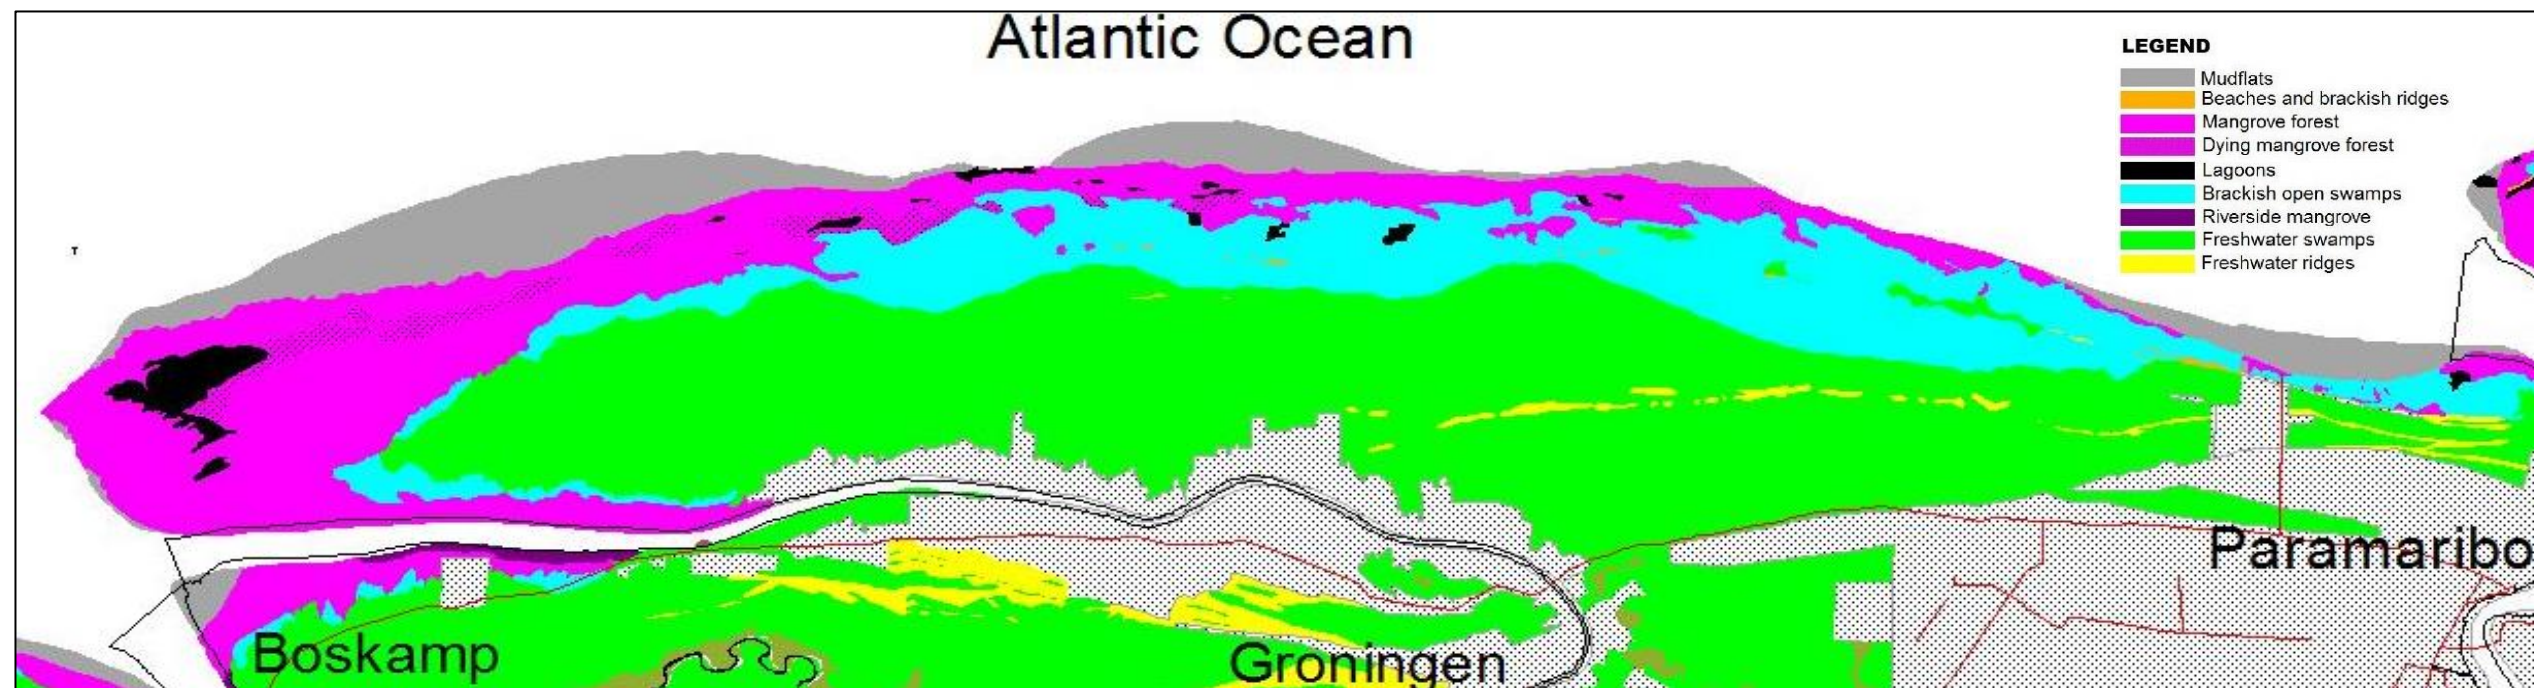 Atlantic Ocean
LEGEND
Mudflats
Beaches and brackish ridges
Mangrove forest
Dying mangrove forest
Lagoons
Brackish open swamps
Riverside mangrove
Freshwater swamps
Freshwater ridges
T
Paramaribo
Boskamp
Groningen